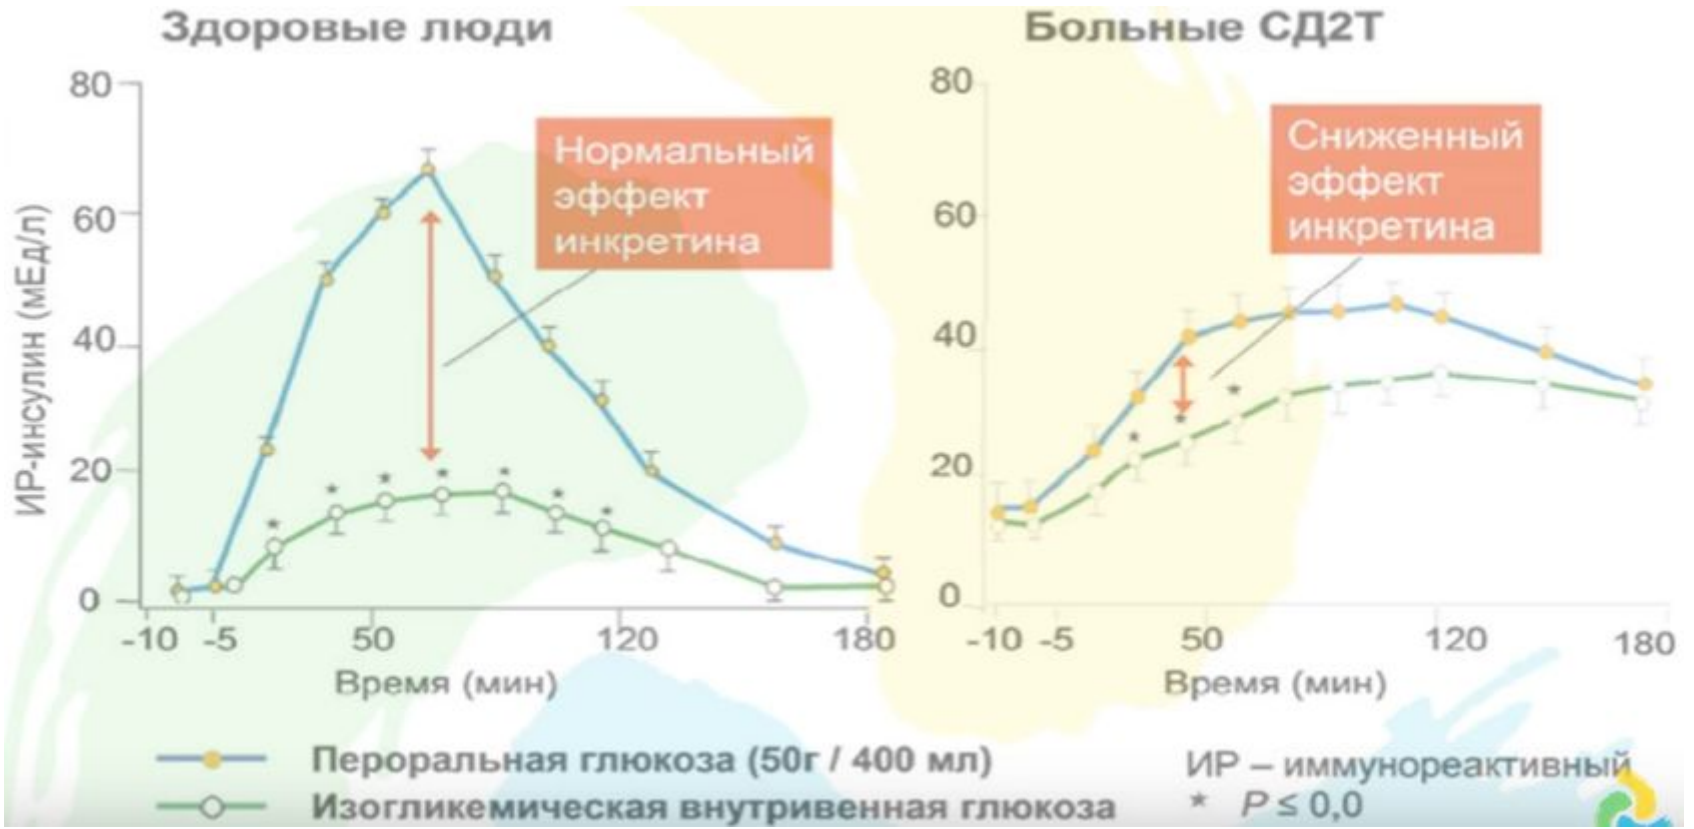 Здоровые люди
Больные СД2Т
ИР-инсулин (мЕд/л)
80
60
40
20
0
Нормальный
эффект
инкретина
-10 -5 50 120 180
Время (мин)
80
60
40
20
0
Сниженный
эффект
инкретина
-10 -5 50 120 180
Время (мин)
Пероральная глюкоза (50г / 400 мл)
Изогликемическая внутривенная глюкоза
ИР – иммунореактивный
* P ≤ 0,0